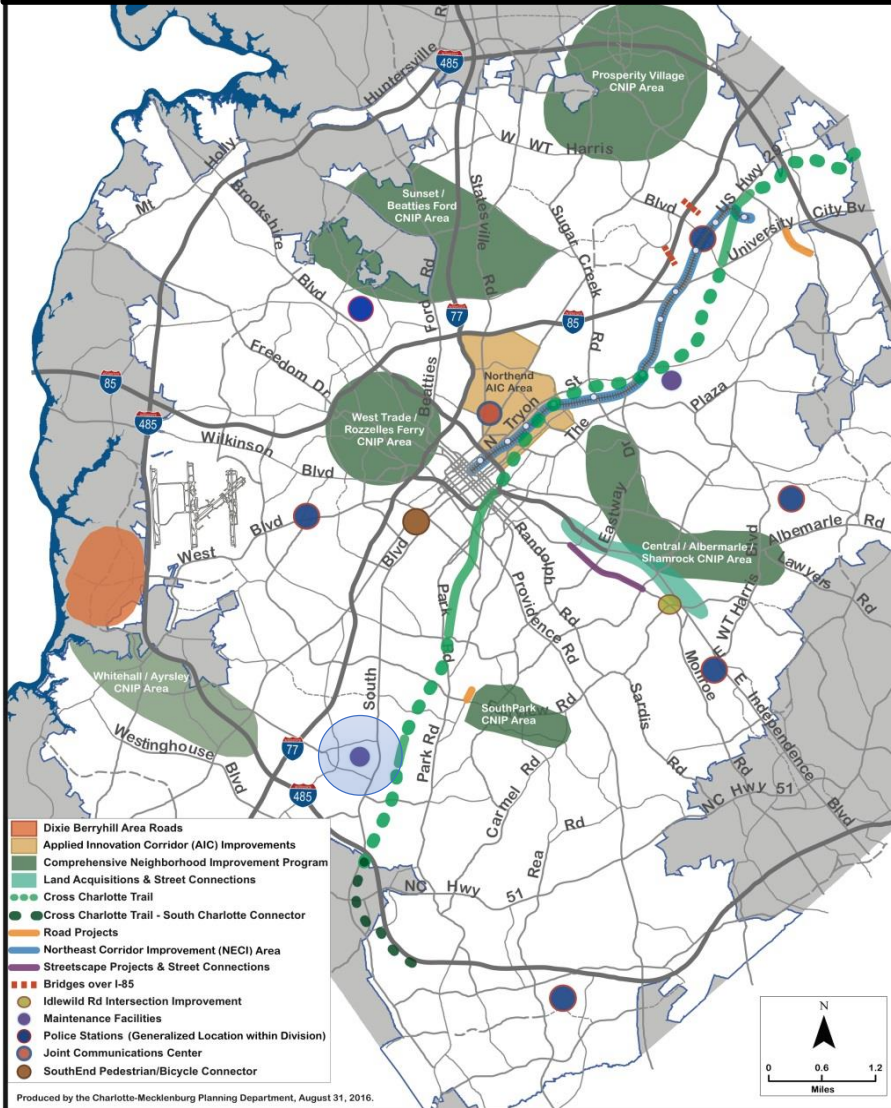 Huntersville
Rd
485
Prosperity Village
CNIP Area
W WT Harris
Blvd
Holly
Mt
Brookshire
Blvd
Sunset /
Beatties Ford
CNIP Area
Statesville
Rd
Sugar Creek
Rd
US Hwy 29
University City Bv
Beatties Ford Rd
77
85
Freedom Dr
Northend
AIC Area
N Tryon St
The Plaza
85
485
West Trade /
Rozzelles Ferry
CNIP Area
Wilkinson
Blvd
West Blvd
Blvd
Randolph
Rd
Providence Rd
Eastway Dr
Central / Albermarle /
Shamrock CNIP Area
Albemarle Rd
Lawyers
Rd
E WT Harris Blvd
Park Rd
Whitehall / Ayrsley
CNIP Area
Westinghouse
Blvd
South
Park Rd
SouthPark
CNIP Area
Rd
Sardis
Rd
Monroe
Rd
E Independence
Blvd
77
485
Carmel Rd
Rea Rd
NC Hwy 51
NC Hwy 51
Dixie Berryhill Area Roads
Applied Innovation Corridor (AIC) Improvements
Comprehensive Neighborhood Improvement Program
Land Acquisitions & Street Connections
Cross Charlotte Trail
Cross Charlotte Trail - South Charlotte Connector
Road Projects
Northeast Corridor Improvement (NECI) Area
Streetscape Projects & Street Connections
Bridges over I-85
Idlewild Rd Intersection Improvement
Maintenance Facilities
Police Stations (Generalized Location within Division)
Joint Communications Center
SouthEnd Pedestrian/Bicycle Connector
N
0 0.6 1.2
Miles
Produced by the Charlotte-Mecklenburg Planning Department, August 31, 2016.